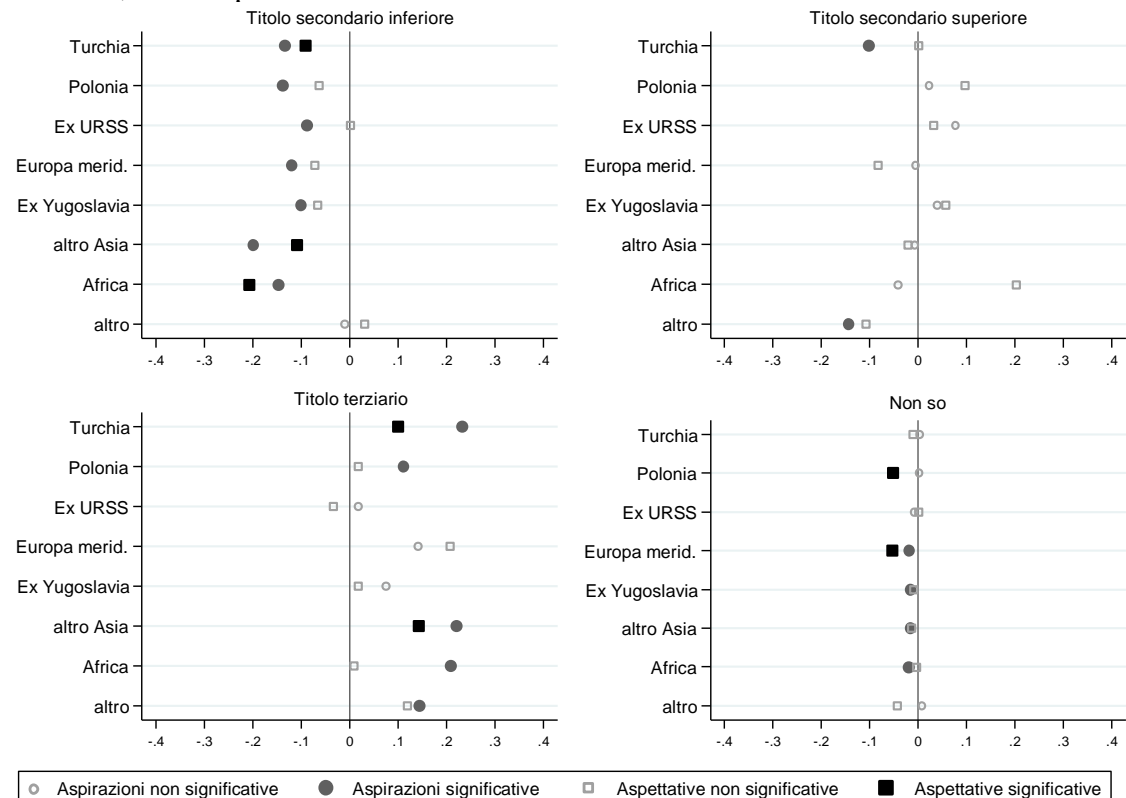 Titolo secondario inferiore
Turchia
Polonia
Ex URSS
Europa merid.
Ex Yugoslavia
altro Asia
Africa
altro
-.4 -.3 -.2 -.1 0 .1 .2 .3 .4
Titolo secondario superiore
Turchia
Polonia
Ex URSS
Europa merid.
Ex Yugoslavia
altro Asia
Africa
altro
-.4 -.3 -.2 -.1 0 .1 .2 .3 .4
Titolo terziario
Turchia
Polonia
Ex URSS
Europa merid.
Ex Yugoslavia
altro Asia
Africa
altro
-.4 -.3 -.2 -.1 0 .1 .2 .3 .4
Non so
Turchia
Polonia
Ex URSS
Europa merid.
Ex Yugoslavia
altro Asia
Africa
altro
-.4 -.3 -.2 -.1 0 .1 .2 .3 .4
Aspirazioni non significative Aspirazioni significative Aspettative non significative Aspettative significative